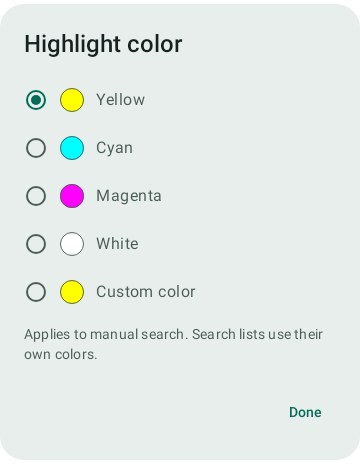 Highlight color
Yellow
Cyan
Magenta
White
Custom color
Applies to manual search. Search lists use their
own colors.
Done